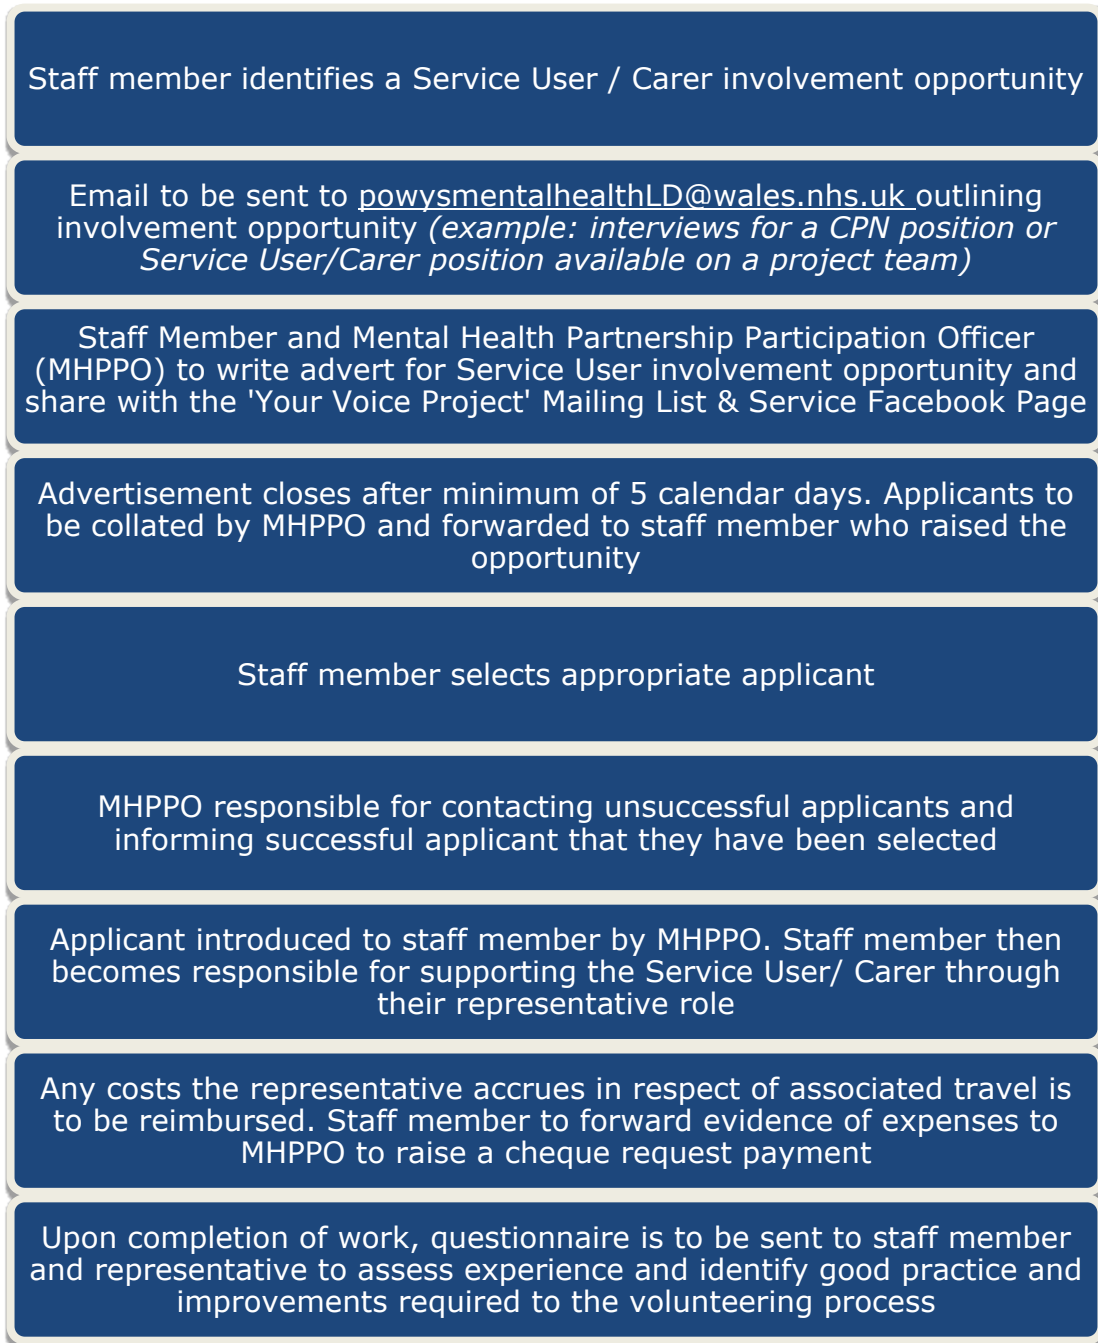 Staff member identifies a Service User / Carer involvement opportunity
Email to be sent to powysmentalhealthLD@wales.nhs.uk outlining
involvement opportunity (example: interviews for a CPN position or
Service User/Carer position available on a project team)
Staff Member and Mental Health Partnership Participation Officer
(MHPPO) to write advert for Service User involvement opportunity and
share with the 'Your Voice Project' Mailing List & Service Facebook Page
Advertisement closes after minimum of 5 calendar days. Applicants to
be collated by MHPPO and forwarded to staff member who raised the
opportunity
Staff member selects appropriate applicant
MHPPO responsible for contacting unsuccessful applicants and
informing successful applicant that they have been selected
Applicant introduced to staff member by MHPPO. Staff member then
becomes responsible for supporting the Service User/ Carer through
their representative role
Any costs the representative accrues in respect of associated travel is
to be reimbursed. Staff member to forward evidence of expenses to
MHPPO to raise a cheque request payment
Upon completion of work, questionnaire is to be sent to staff member
and representative to assess experience and identify good practice and
improvements required to the volunteering process